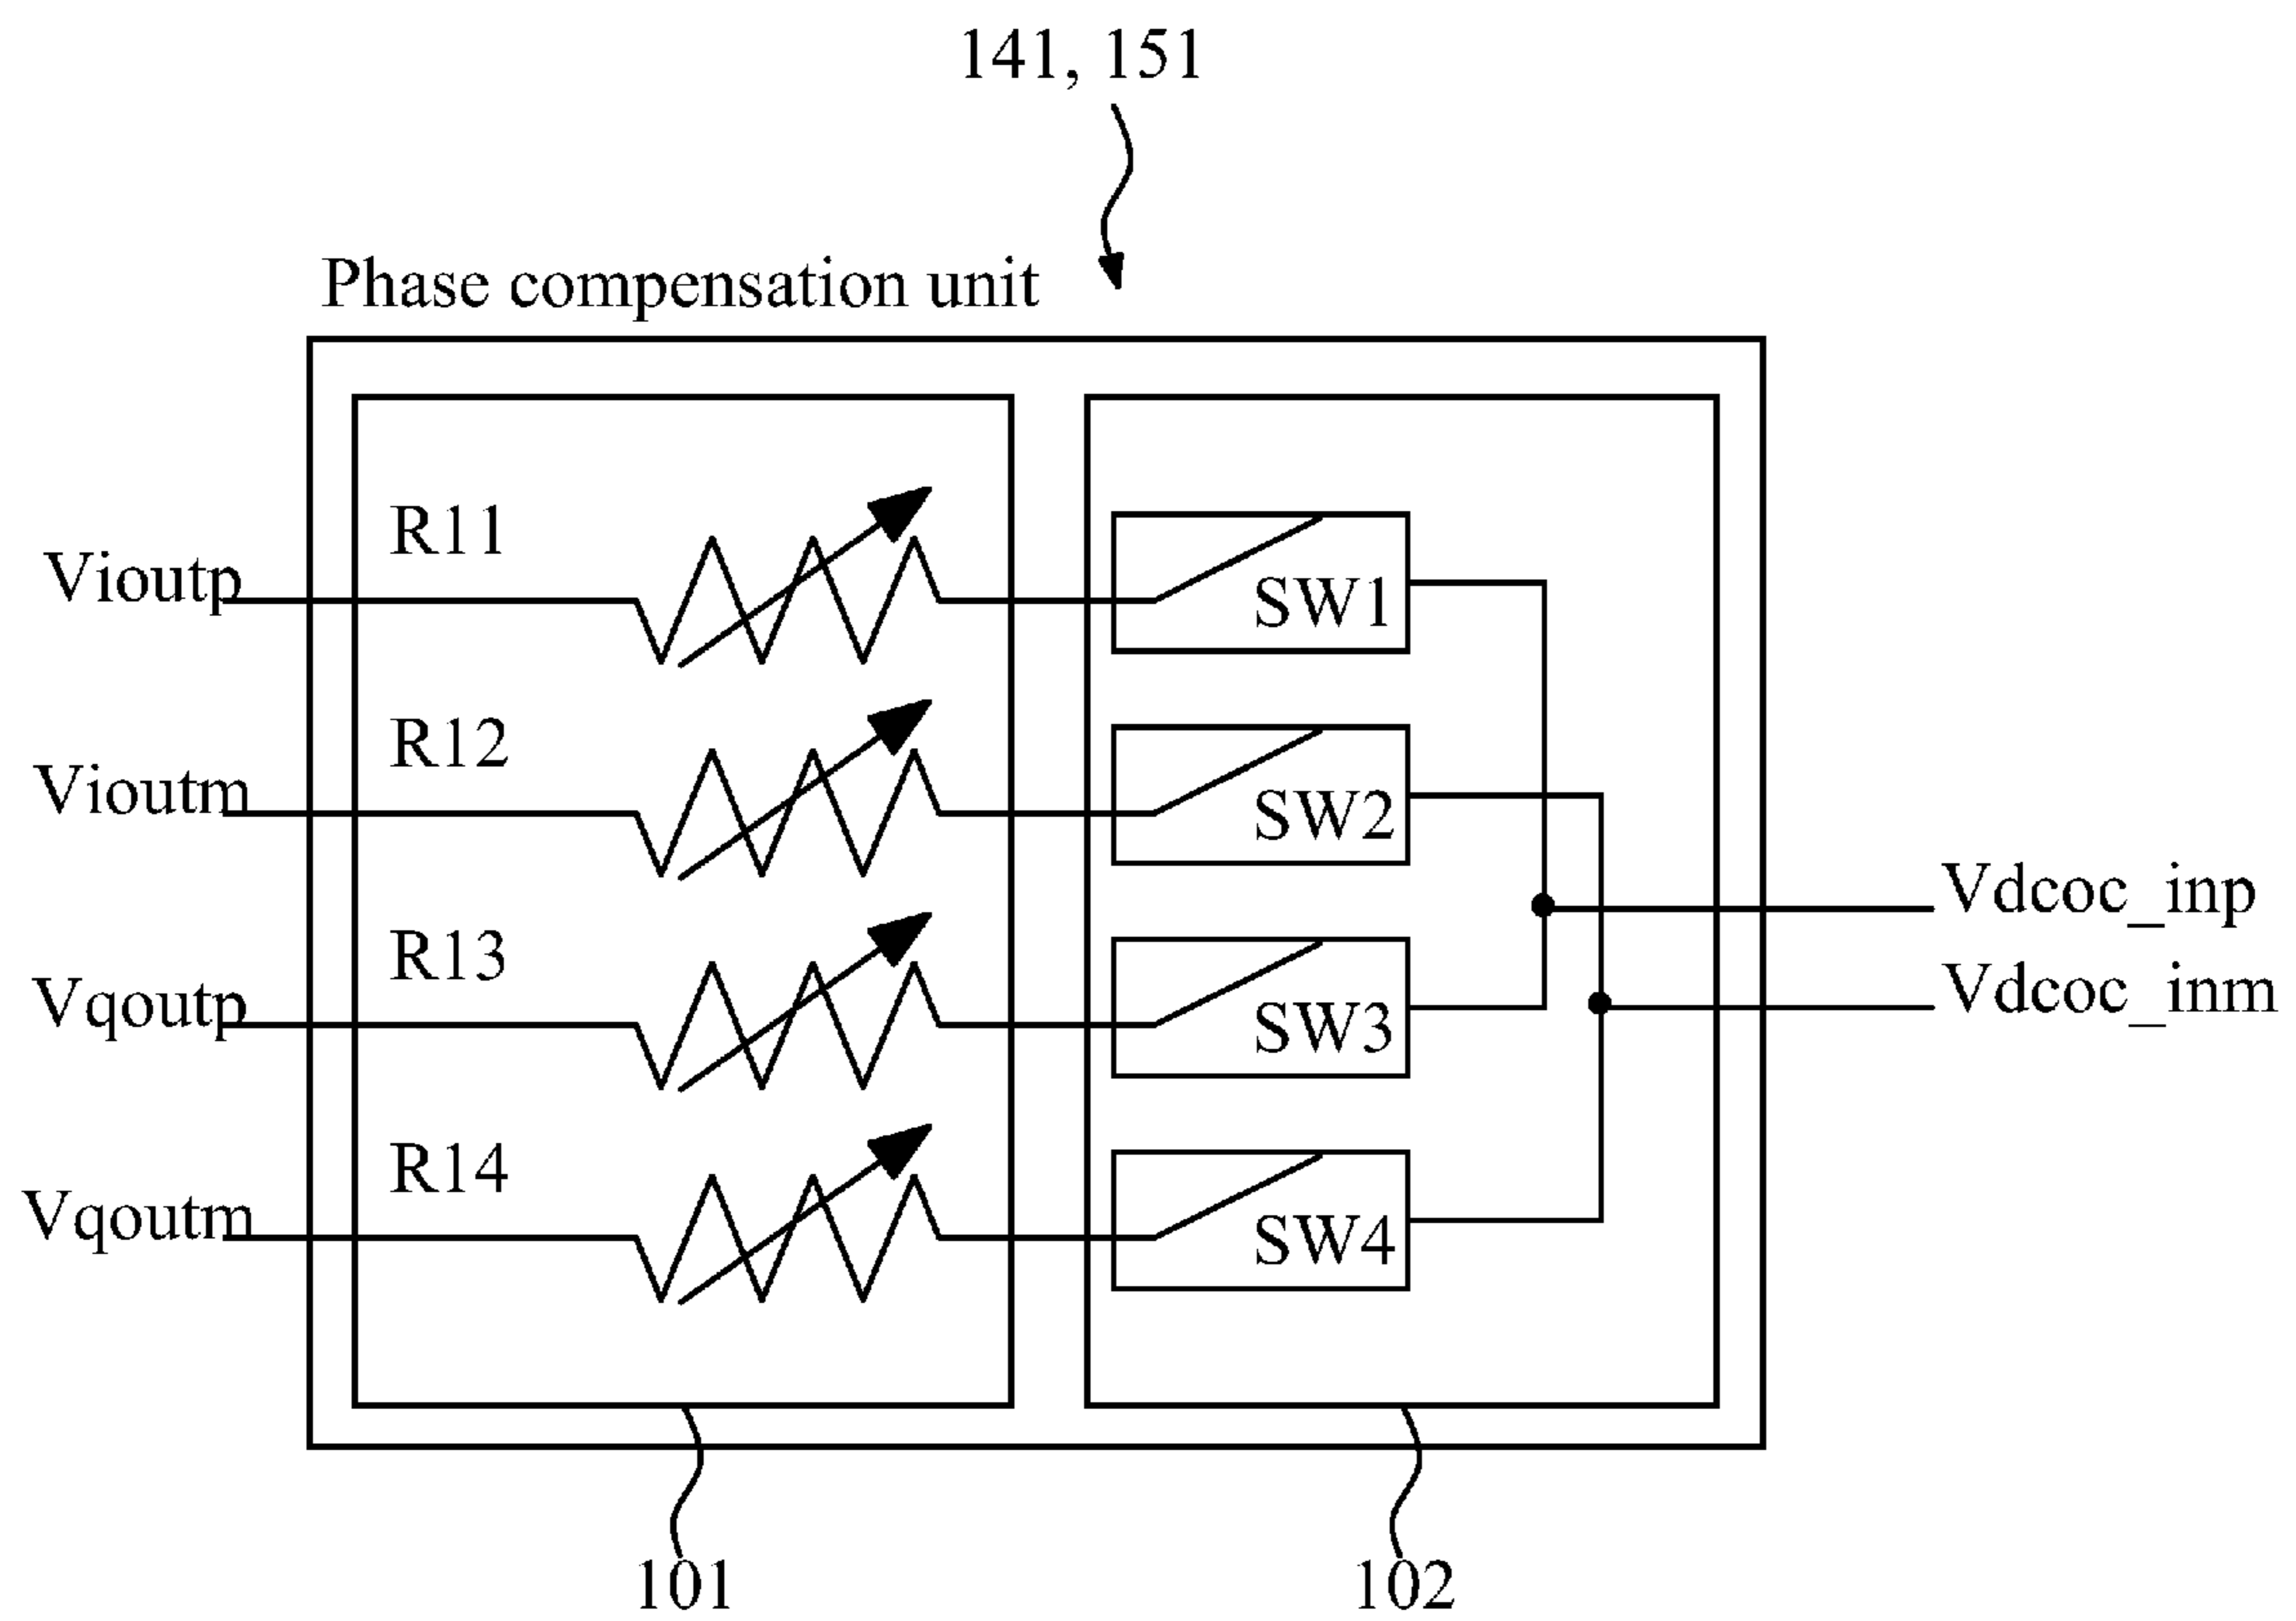 141, 151
Phase compensation unit
R11
Vioutp
SW1
R12
Vioutm
SW2
Vdcoc_inp
R13
Vqoutp
SW3
Vdcoc_inm
R14
Vqoutm
SW4
101
102